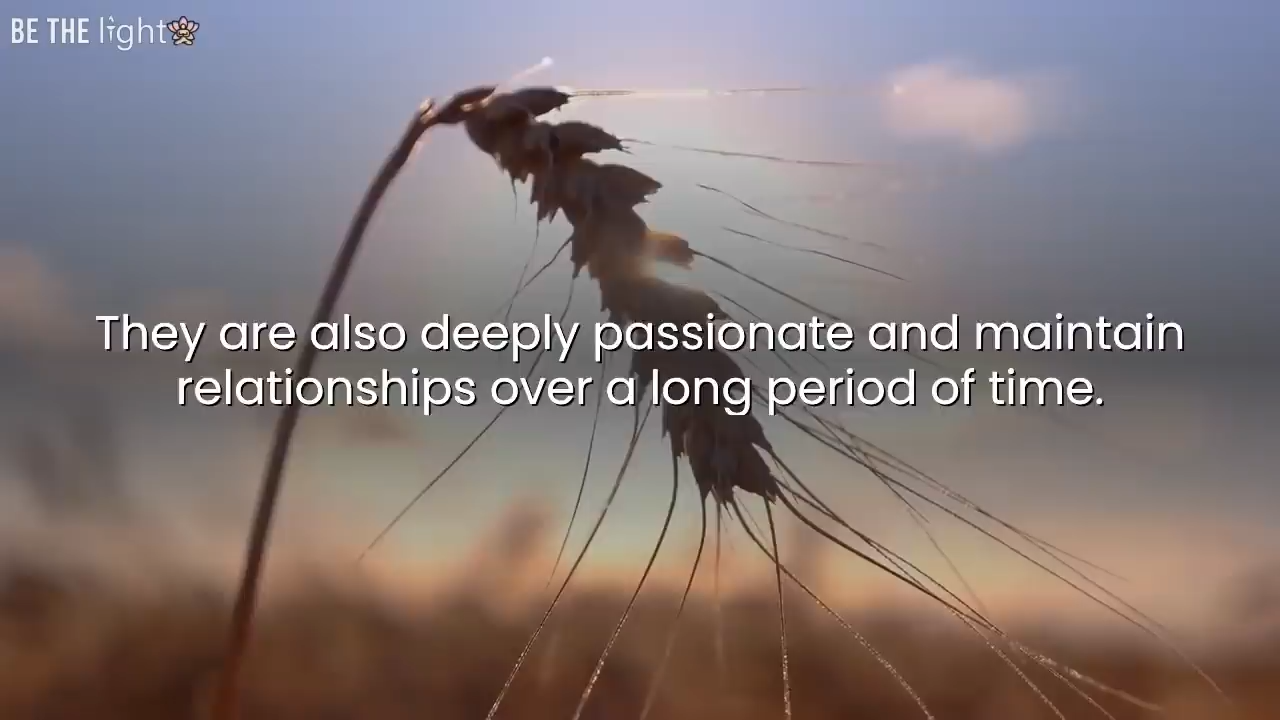 BE THE light
They are also deeply passionate and maintain
relationships over a long period of time.